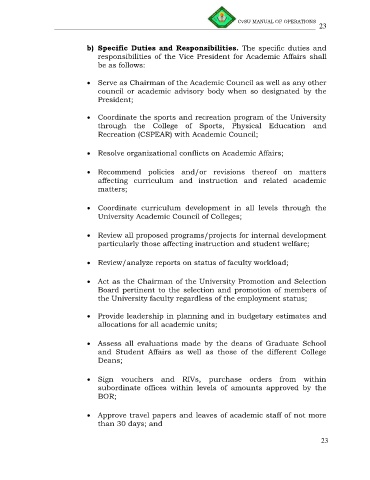 CvSU MANUAL OF OPERATIONS
23
b) Specific Duties and Responsibilities. The specific duties and
responsibilities of the Vice President for Academic Affairs shall
be as follows:
• Serve as Chairman of the Academic Council as well as any other
council or academic advisory body when so designated by the
President;
• Coordinate the sports and recreation program of the University
through the College of Sports, Physical Education and
Recreation (CSPEAR) with Academic Council;
• Resolve organizational conflicts on Academic Affairs;
• Recommend policies and/or revisions thereof on matters
affecting curriculum and instruction and related academic
matters;
• Coordinate curriculum development in all levels through the
University Academic Council of Colleges;
• Review all proposed programs/projects for internal development
particularly those affecting instruction and student welfare;
• Review/analyze reports on status of faculty workload;
• Act as the Chairman of the University Promotion and Selection
Board pertinent to the selection and promotion of members of
the University faculty regardless of the employment status;
• Provide leadership in planning and in budgetary estimates and
allocations for all academic units;
• Assess all evaluations made by the deans of Graduate School
and Student Affairs as well as those of the different College
Deans;
• Sign vouchers and RIVs, purchase orders from within
subordinate offices within levels of amounts approved by the
BOR;
• Approve travel papers and leaves of academic staff of not more
than 30 days; and
23